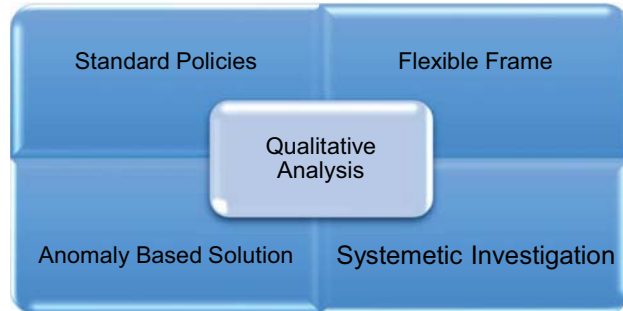 Standard Policies
Flexible Frame
Qualitative
Analysis
Anomaly Based Solution
Systemetic Investigation